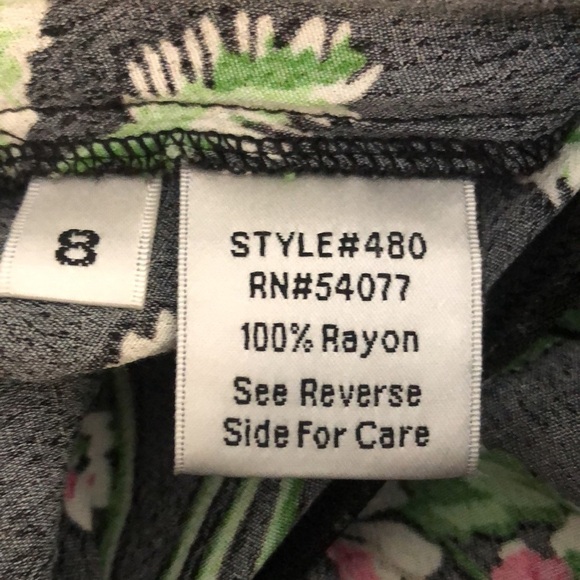 8
STYLE#480
RN#54077
100% Rayon
See Reverse
Side For Care